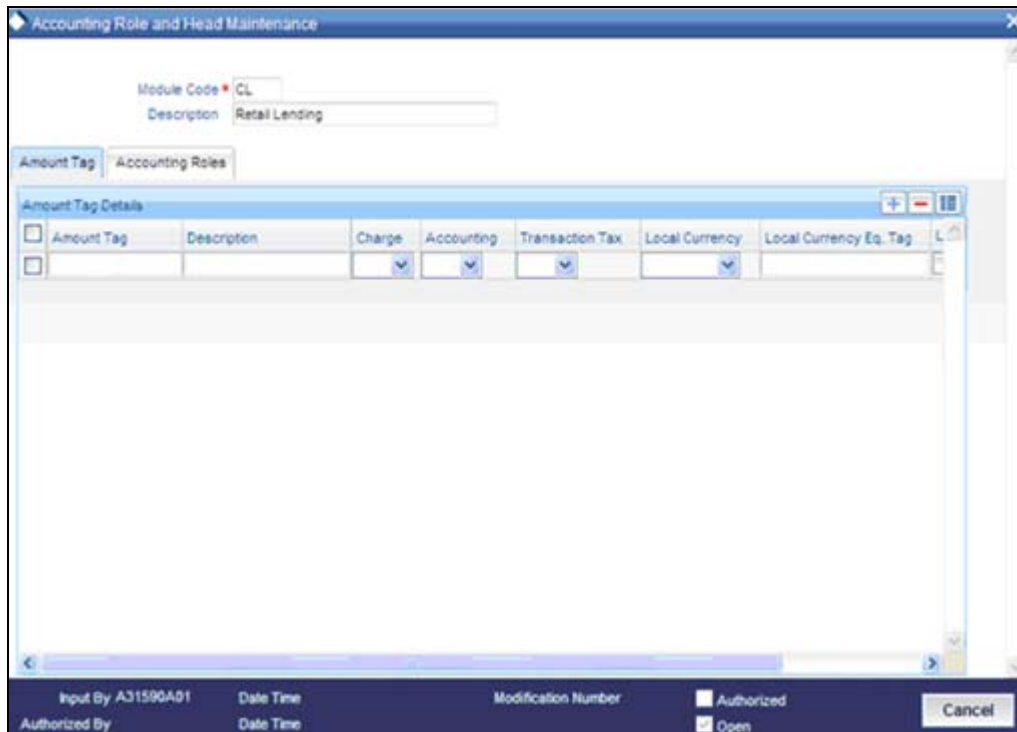 Accounting Role and Head Maintenance
Module Code * CL
Description Retail Lending
Amount Tag Accounting Roles
Amount Tag Details
Amount Tag Description Charge Accounting Transaction Tax Local Currency Local Currency Eq. Tag
Input By A31590A01 Date Time Modification Number Authorized
Authorized By Date Time Open
Cancel